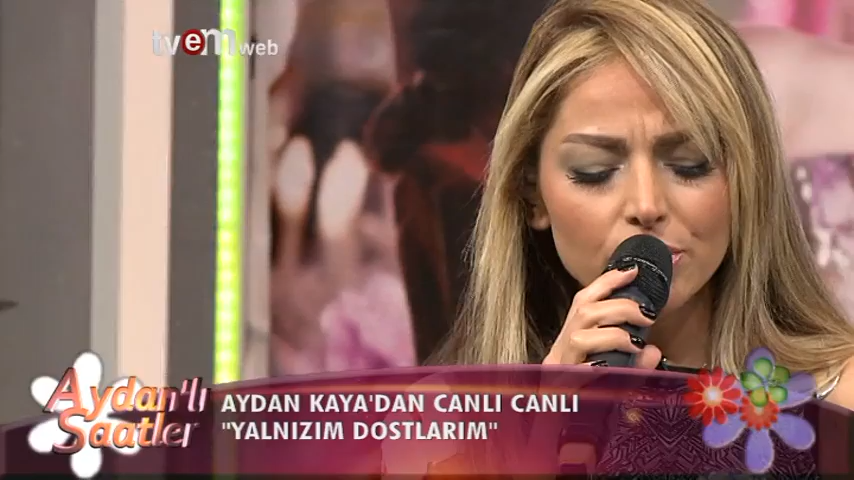 tvem web
Aydan'lı
Saatler
AYDAN KAYA'DAN CANLI CANLI
"YALNIZIM DOSTLARIM"